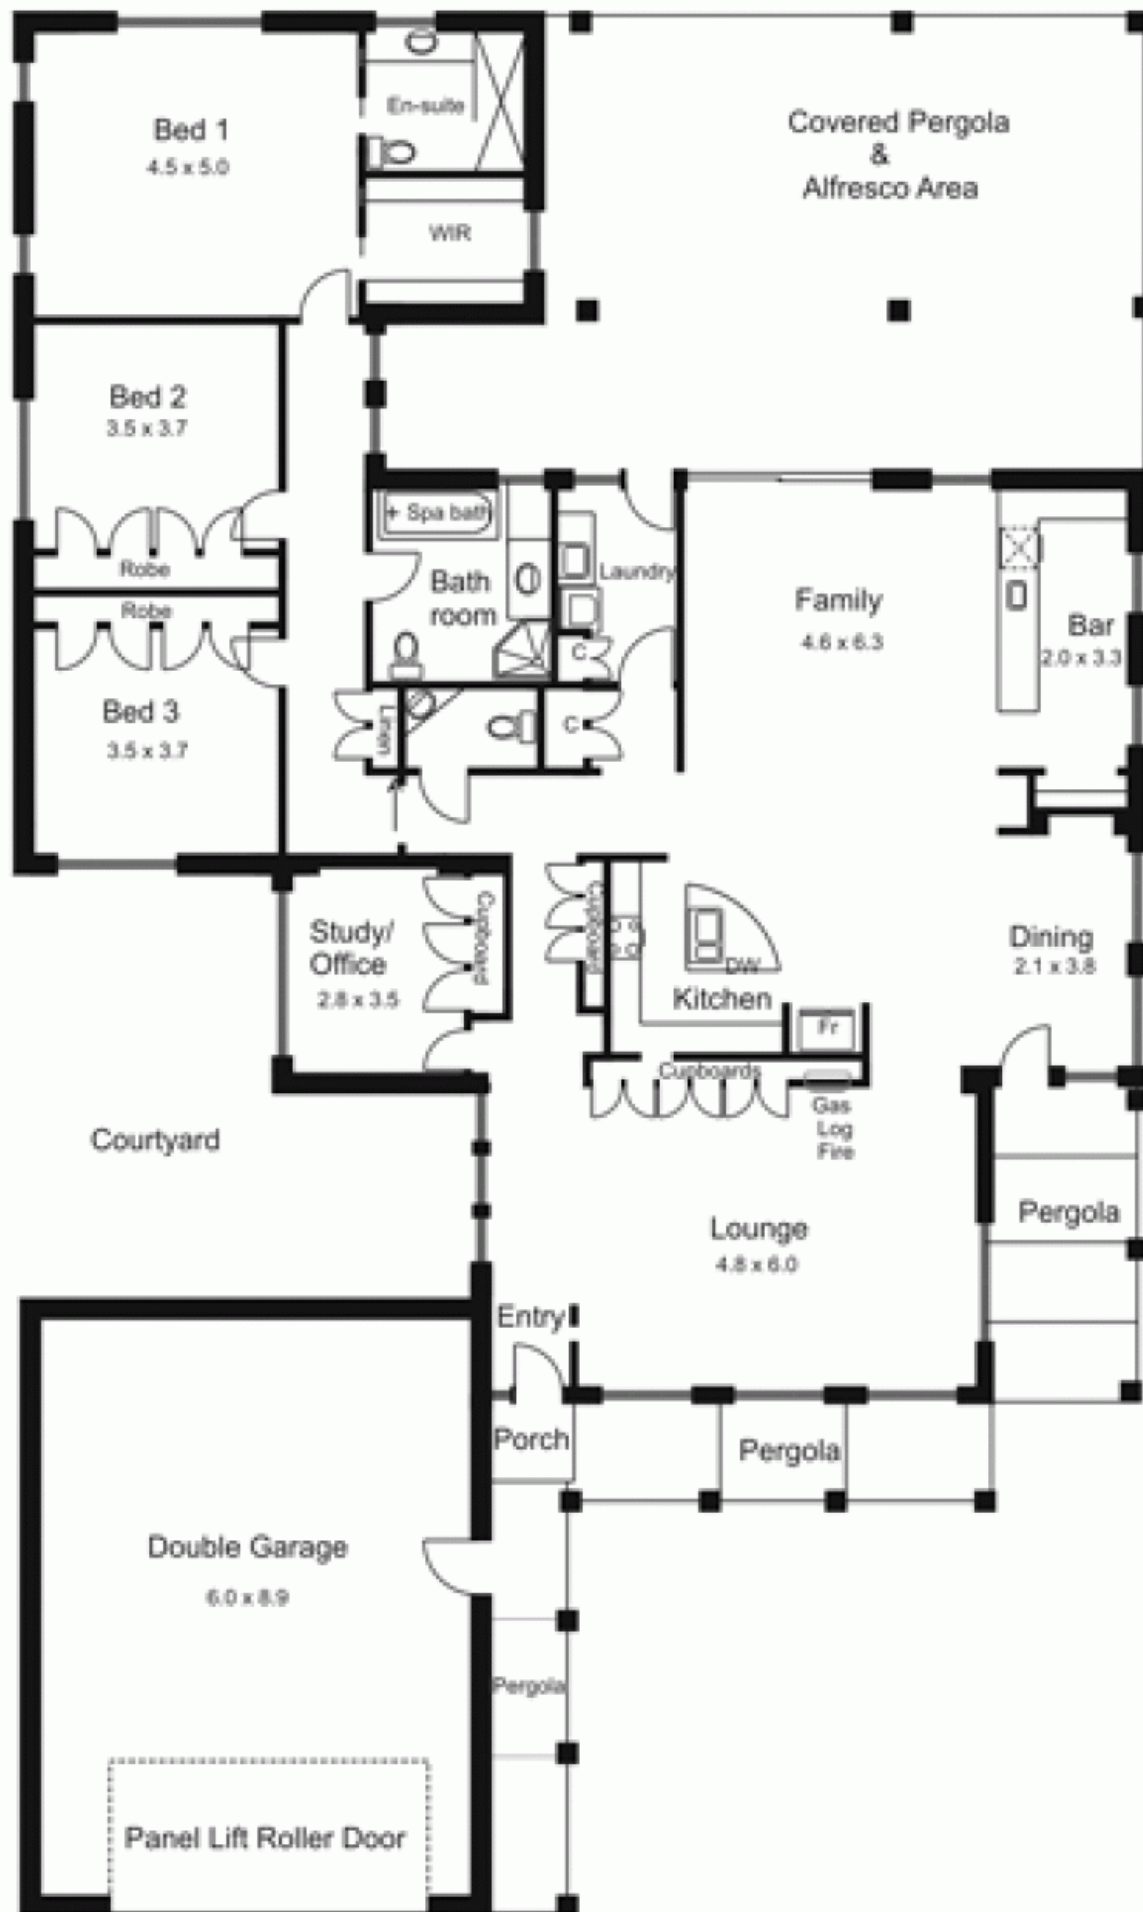 Bed 1
4.5 x 5.0
En-suite
WIR
Covered Pergola
&
Alfresco Area
Bed 2
3.5 x 3.7
Robe
Robe
Bed 3
3.5 x 3.7
+ Spa bath
Bath
room
Laundry
C
C
Linen
Family
4.6 x 6.3
Bar
2.0 x 3.3
Study/
Office
2.8 x 3.5
Cupboard
Cupboard
DW
Kitchen
Fr
Cupboards
Gas
Log
Fire
Dining
2.1 x 3.8
Courtyard
Lounge
4.8 x 6.0
Pergola
Entry
Porch
Pergola
Double Garage
6.0 x 8.9
Pergola
Panel Lift Roller Door